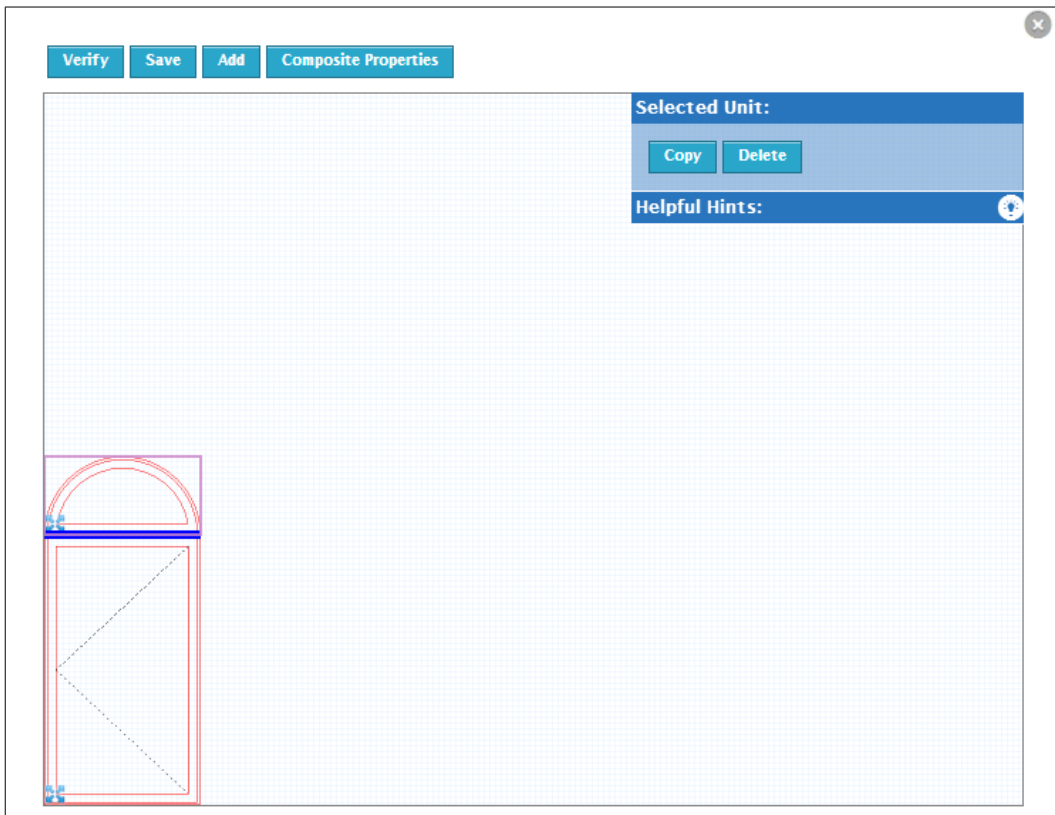 Verify Save Add Composite Properties
Selected Unit:
Copy Delete
Helpful Hints: